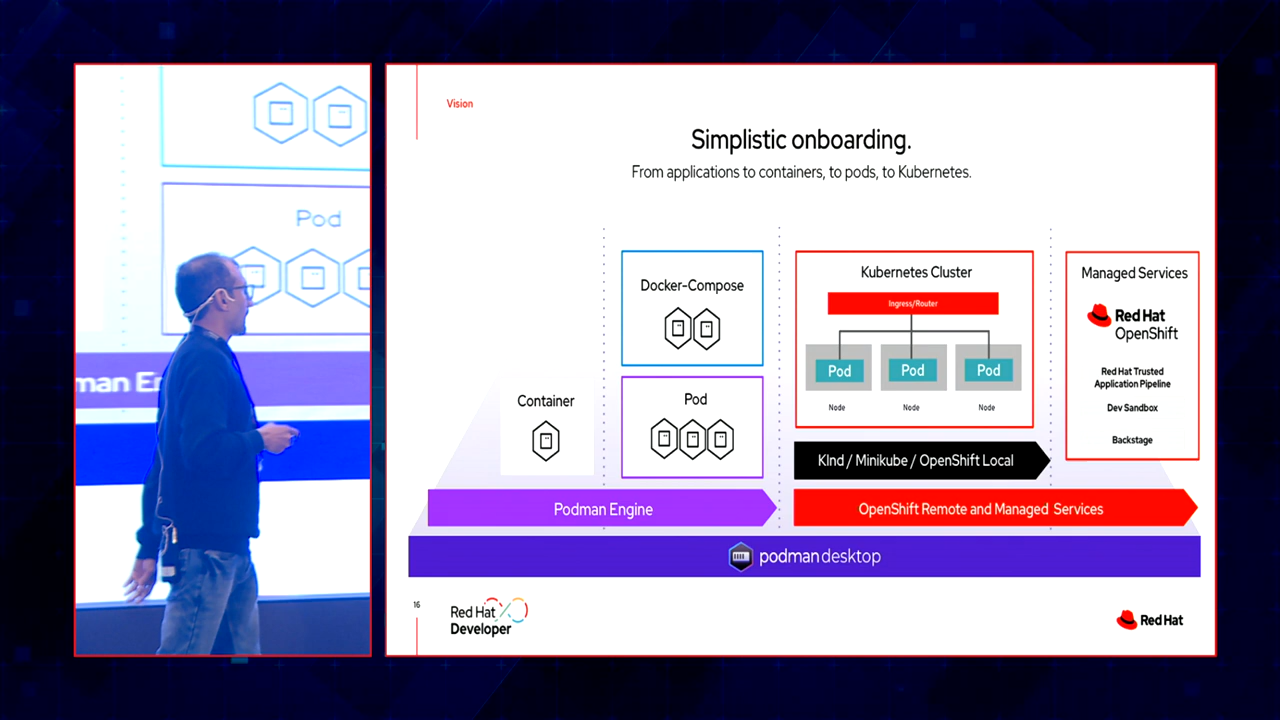 Pod
man En
Vision
Simplistic onboarding.
From applications to containers, to pods, to Kubernetes.
Container
Docker-Compose
Pod
Kubernetes Cluster
Ingress/Router
Pod
Pod
Pod
Node
Node
Node
KInd / Minikube / OpenShift Local
Managed Services
Red Hat
OpenShift
Red Hat Trusted
Application Pipeline
Dev Sandbox
Backstage
Podman Engine
OpenShift Remote and Managed Services
podman desktop
16
Red Hat
Developer
Red Hat